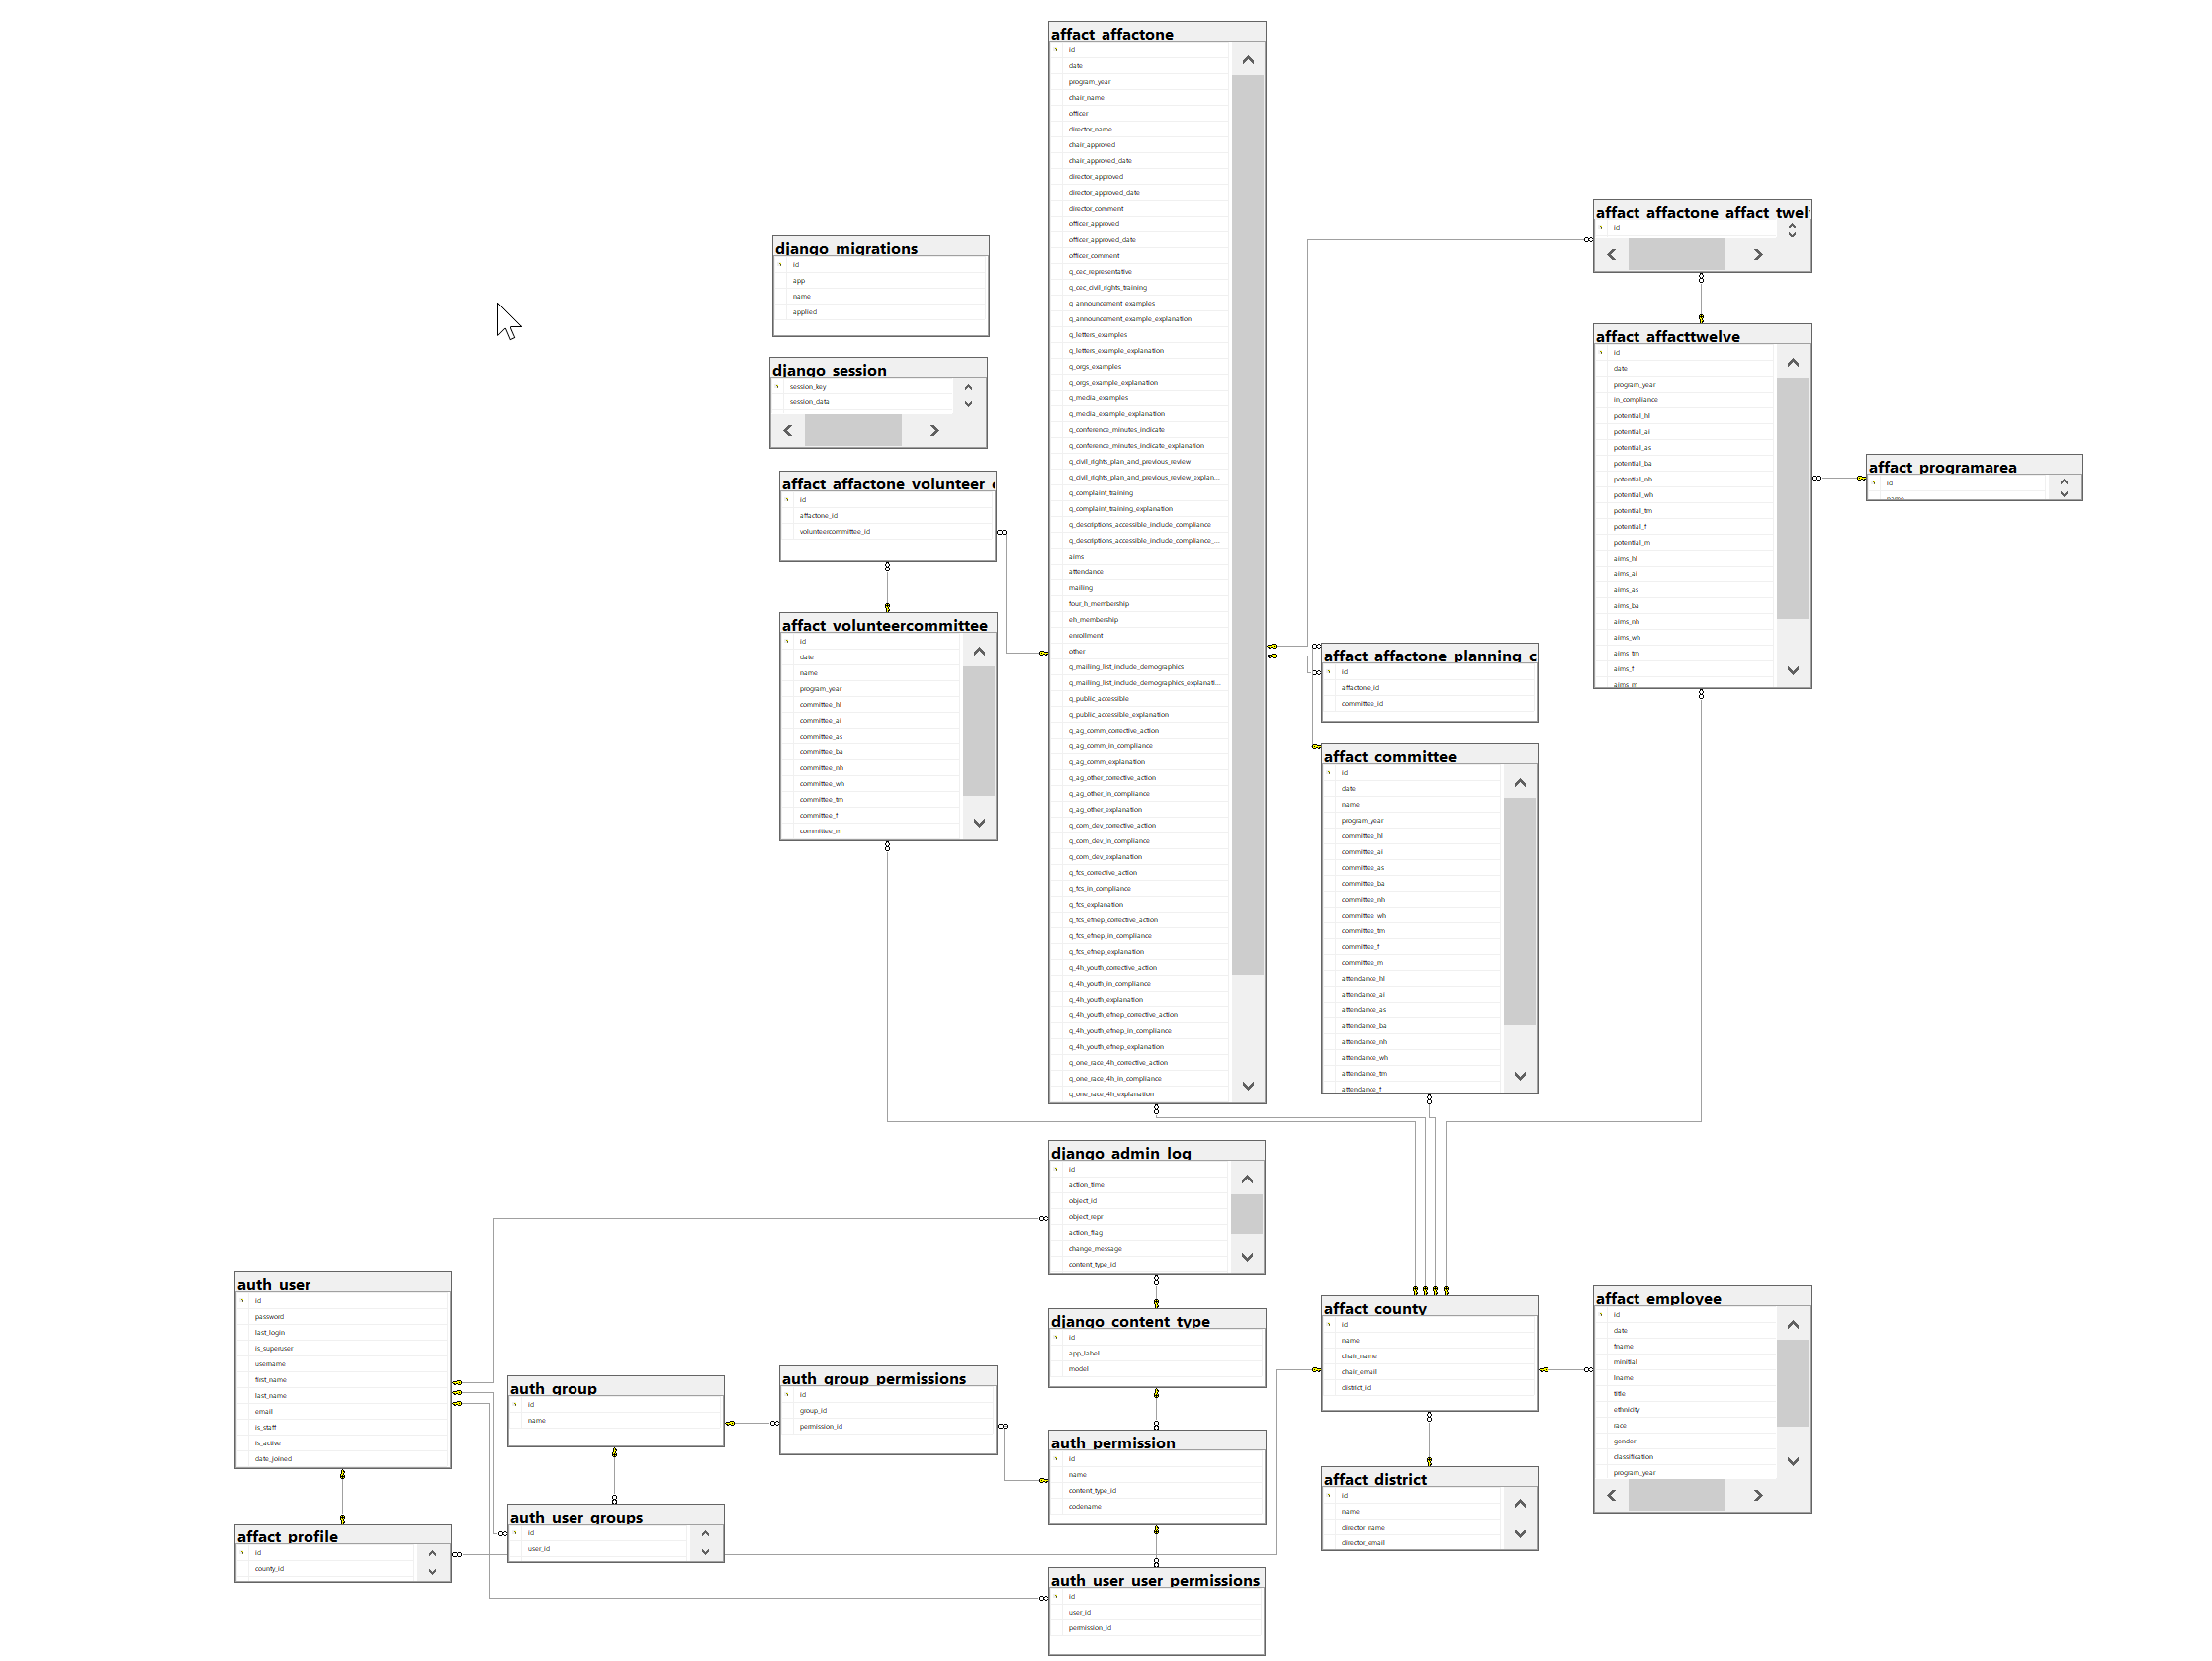 affact_affactone
id
date
program_year
chair_name
officer
director_name
chair_approved
chair_approved_date
director_approved
director_approved_date
director_comment
officer_approved
officer_approved_date
officer_comment
q_cec_representative
q_cec_civil_rights_training
q_announcement_examples
q_announcement_example_explanation
q_letters_examples
q_letters_example_explanation
q_orgs_examples
q_orgs_example_explanation
q_media_examples
q_media_example_explanation
q_conference_minutes_indicate
q_conference_minutes_indicate_explanation
q_civil_rights_plan_and_previous_review
q_civil_rights_plan_and_previous_review_explan...
q_complaint_training
q_complaint_training_explanation
q_descriptions_accessible_include_compliance
q_descriptions_accessible_include_compliance_...
aims
attendance
mailing
four_h_membership
eh_membership
enrollment
other
q_mailing_list_include_demographics
q_mailing_list_include_demographics_explanati...
q_public_accessible
q_public_accessible_explanation
q_ag_comm_corrective_action
q_ag_comm_in_compliance
q_ag_comm_explanation
q_ag_other_corrective_action
q_ag_other_in_compliance
q_ag_other_explanation
q_com_dev_corrective_action
q_com_dev_in_compliance
q_com_dev_explanation
q_fcs_corrective_action
q_fcs_in_compliance
q_fcs_explanation
q_fcs_efnep_corrective_action
q_fcs_efnep_in_compliance
q_fcs_efnep_explanation
q_4h_youth_corrective_action
q_4h_youth_in_compliance
q_4h_youth_explanation
q_4h_youth_efnep_corrective_action
q_4h_youth_efnep_in_compliance
q_4h_youth_efnep_explanation
q_one_race_4h_corrective_action
q_one_race_4h_in_compliance
q_one_race_4h_explanation
affact_affactone_affact_twel
id
django_migrations
id
app
name
applied
django_session
session_key
session_data
affact_affacttwelve
id
date
program_year
in_compliance
potential_hl
potential_ai
potential_as
potential_ba
potential_nh
potential_wh
potential_tm
potential_f
potential_m
aims_hl
aims_ai
aims_as
aims_ba
aims_nh
aims_wh
aims_tm
aims_f
aims_m
affact_programarea
id
name
affact_affactone_volunteer_c
id
affactone_id
volunteercommittee_id
affact_volunteercommittee
id
date
name
program_year
committee_hl
committee_ai
committee_as
committee_ba
committee_nh
committee_wh
committee_tm
committee_f
committee_m
affact_affactone_planning_c
id
affactone_id
committee_id
affact_committee
id
date
name
program_year
committee_hl
committee_ai
committee_as
committee_ba
committee_nh
committee_wh
committee_tm
committee_f
committee_m
attendance_hl
attendance_ai
attendance_as
attendance_ba
attendance_nh
attendance_wh
attendance_tm
attendance_f
django_admin_log
id
action_time
object_id
object_repr
action_flag
change_message
content_type_id
auth_user
id
password
last_login
is_superuser
username
first_name
last_name
email
is_staff
is_active
date_joined
django_content_type
id
app_label
model
affact_county
id
name
chair_name
chair_email
district_id
affact_employee
id
date
fname
minitial
lname
title
ethnicity
race
gender
classification
program_year
auth_group
id
name
auth_group_permissions
id
group_id
permission_id
auth_permission
id
name
content_type_id
codename
affact_district
id
name
director_name
director_email
auth_user_groups
id
user_id
affact_profile
id
county_id
auth_user_user_permissions
id
user_id
permission_id